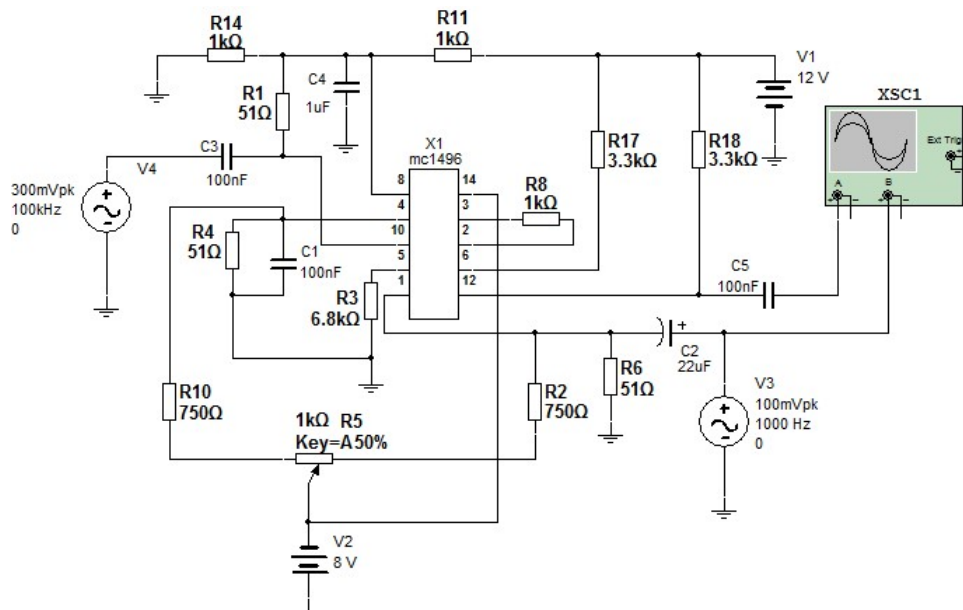 R14
1kΩ
R11
1kΩ
V1
12 V
C4
1uF
R1
51Ω
XSC1
Ext Trig
A
B
X1
mc1496
R17
3.3kΩ
R18
3.3kΩ
C3
100nF
V4
300mVpk
100kHz
0
8
14
4
3
10
2
5
6
1
12
R8
1kΩ
R4
51Ω
C1
100nF
R3
6.8kΩ
C5
100nF
C2
22uF
R6
51Ω
R10
750Ω
R2
750Ω
V3
100mVpk
1000 Hz
0
1kΩ R5
Key=A50%
V2
8 V